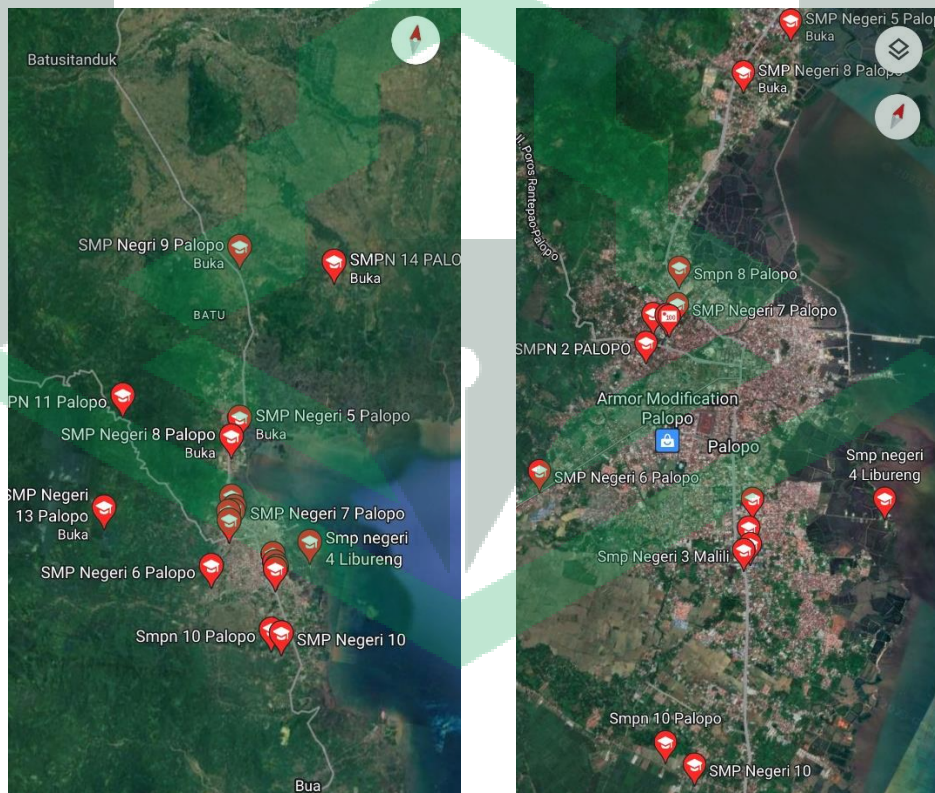 Batusitanduk
SMP Negri 9 Palopo
Buka
SMPN 14 PALO
Buka
BATU
PN 11 Palopo
SMP Negeri 5 Palopo
Buka
SMP Negeri 8 Palopo
Buka
SMP Negeri
13 Palopo
Buka
SMP Negeri 7 Palopo
Smp negeri
4 Libureng
SMP Negeri 6 Palopo
Smpn 10 Palopo
SMP Negeri 10
Bua
SMP Negeri 5 Palop
Buka
SMP Negeri 8 Palopo
Buka
Jl. Poros Rantepao-Palopo
Smpn 8 Palopo
SMP Negeri 7 Palopo
100
SMPN 2 PALOPO
Armor Modification
Palopo
Palopo
Smp negeri
4 Libureng
SMP Negeri 6 Palopo
Smp Negeri 3 Malili
Smpn 10 Palopo
SMP Negeri 10